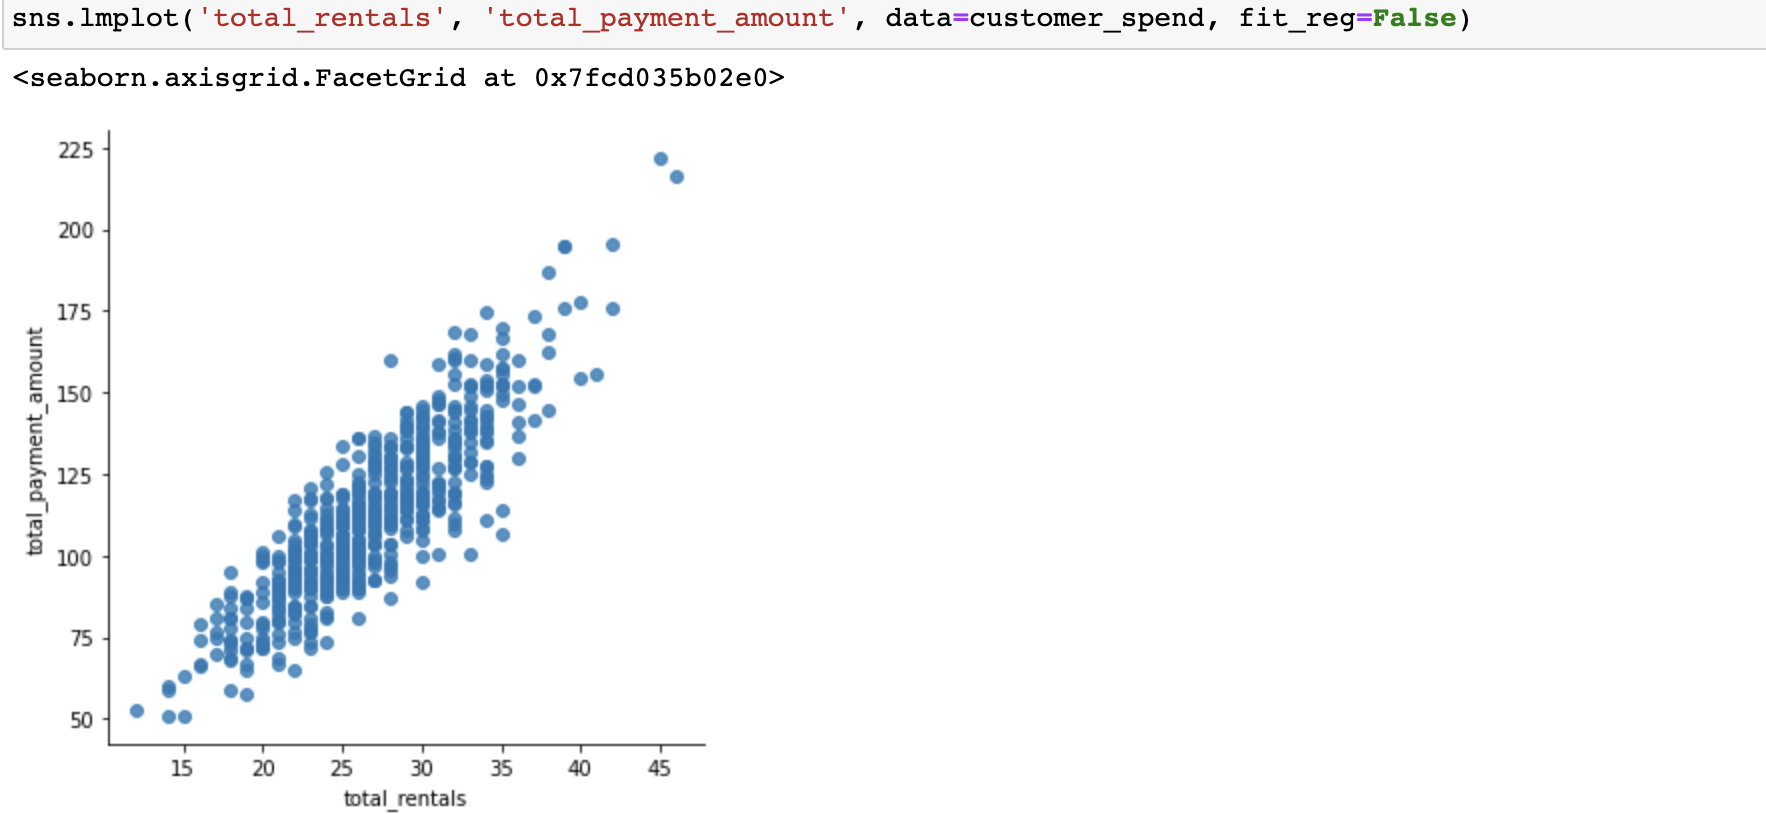 sns.lmplot('total_rentals', 'total_payment_amount', data=customer_spend, fit_reg=False)
<seaborn.axisgrid.FacetGrid at 0x7fcd035b02e0>
225
200
175
150
125
100
75
50
total_payment_amount
15 20 25 30 35 40 45
total_rentals